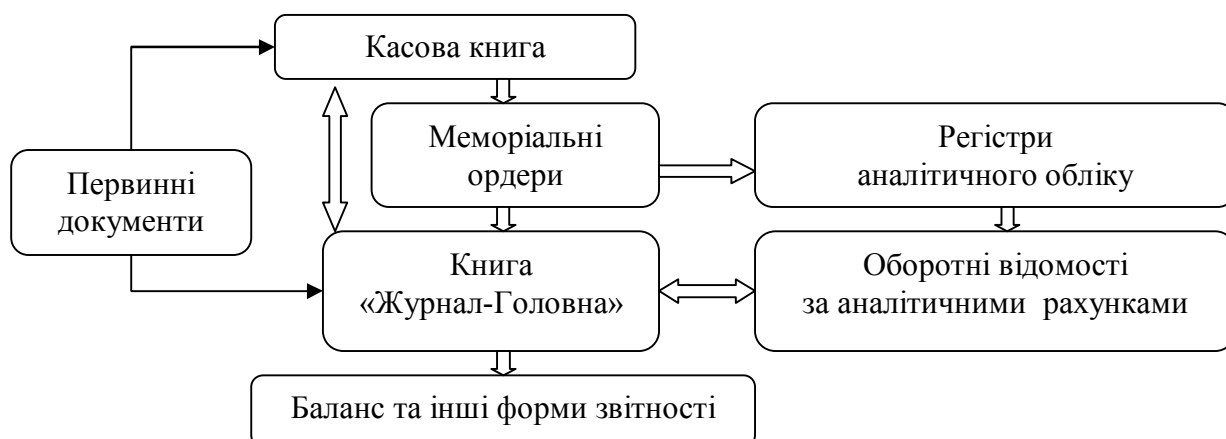 Касова книга
Меморіальні
ордери
Регістри
аналітичного обліку
Первинні
документи
Книга
«Журнал-Головна»
Оборотні відомості
за аналітичними рахунками
Баланс та інші форми звітності